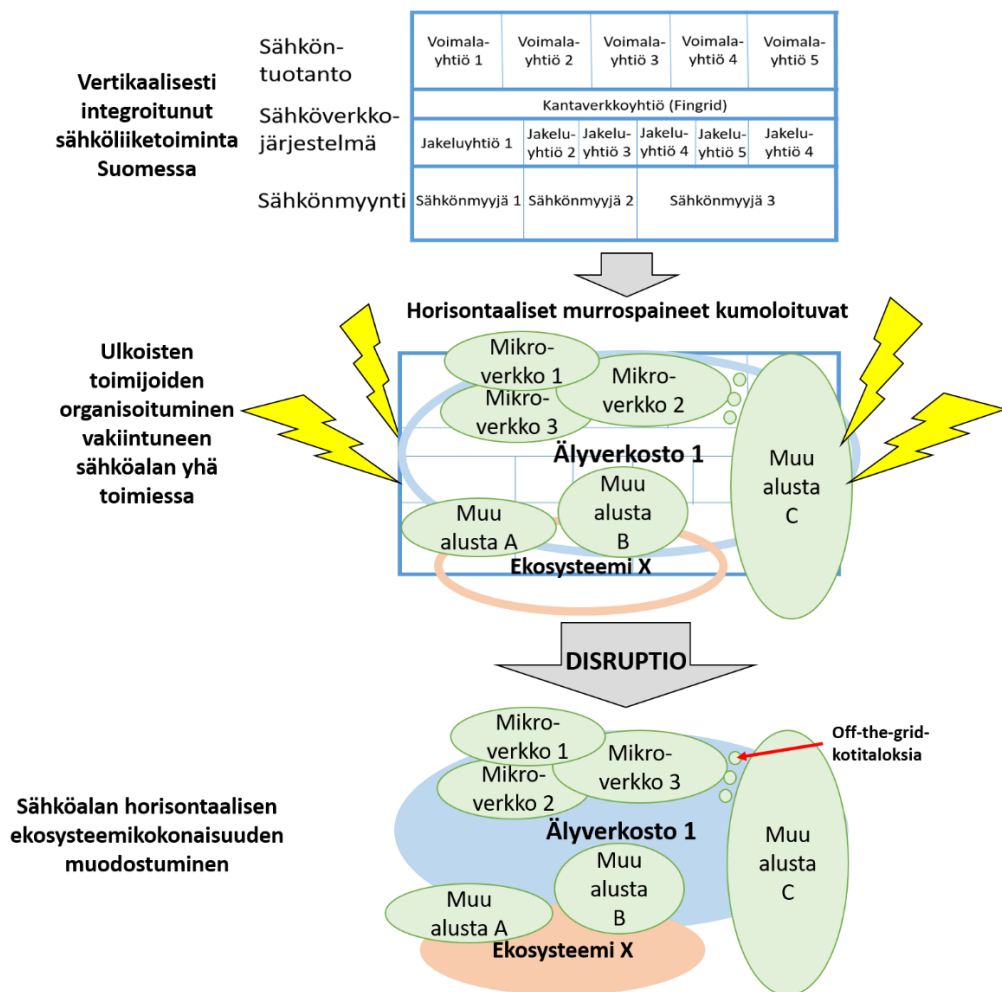 Vertikaalisesti
integroitunut
sähköliiketoiminta
Suomessa
Sähkön-
tuotanto
Voimala-
yhtiö 1
Voimala-
yhtiö 2
Voimala-
yhtiö 3
Voimala-
yhtiö 4
Voimala-
yhtiö 5
Sähköverkko-
järjestelmä
Kantaverkkoyhtiö (Fingrid)
Jakeluyhtiö 1
Jakelu-
yhtiö 2
Jakelu-
yhtiö 3
Jakelu-
yhtiö 4
Jakelu-
yhtiö 5
Jakelu-
yhtiö 4
Sähkönmyynti
Sähkönmyyjä 1
Sähkönmyyjä 2
Sähkönmyyjä 3
Horisontaaliset murrospaineet kumoloituvat
Ulkoisten
toimijoiden
organisoituminen
vakiintuneen
sähköalan yhä
toimiessa
Mikro-
verkko 1
Mikro-
verkko 2
Mikro-
verkko 3
Älyverkosto 1
Muu
alusta A
Muu
alusta
B
Muu
alusta
C
Ekosysteemi X
DISRUPTIO
Sähköalan horisontaalisen
ekosysteemikokonaisuuden
muodostuminen
Mikro-
verkko 1
Mikro-
verkko 2
Mikro-
verkko 3
Off-the-grid-
kotitaloksia
Älyverkosto 1
Muu
alusta A
Muu
alusta
B
Muu
alusta
C
Ekosysteemi X